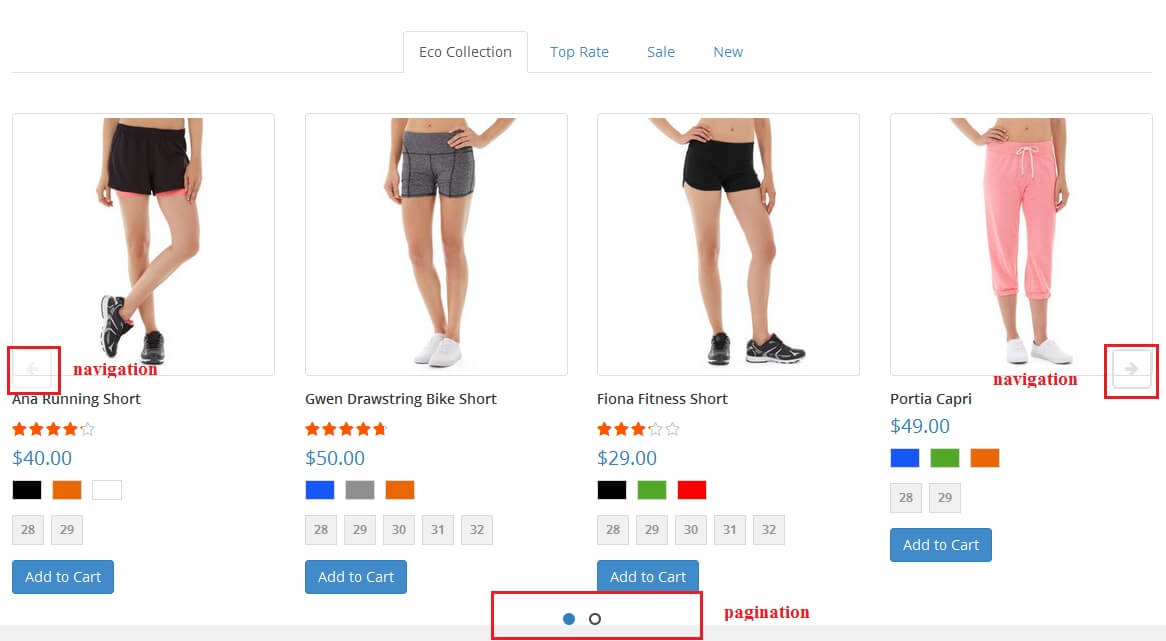 Eco Collection Top Rate Sale New
navigation
navigation
Ana Running Short Gwen Drawstring Bike Short Fiona Fitness Short Portia Capri
$49.00
$40.00 $50.00 $29.00
28 29
28 29 28 29 30 31 32 28 29 30 31 32
Add to Cart
Add to Cart Add to Cart Add to Cart
pagination